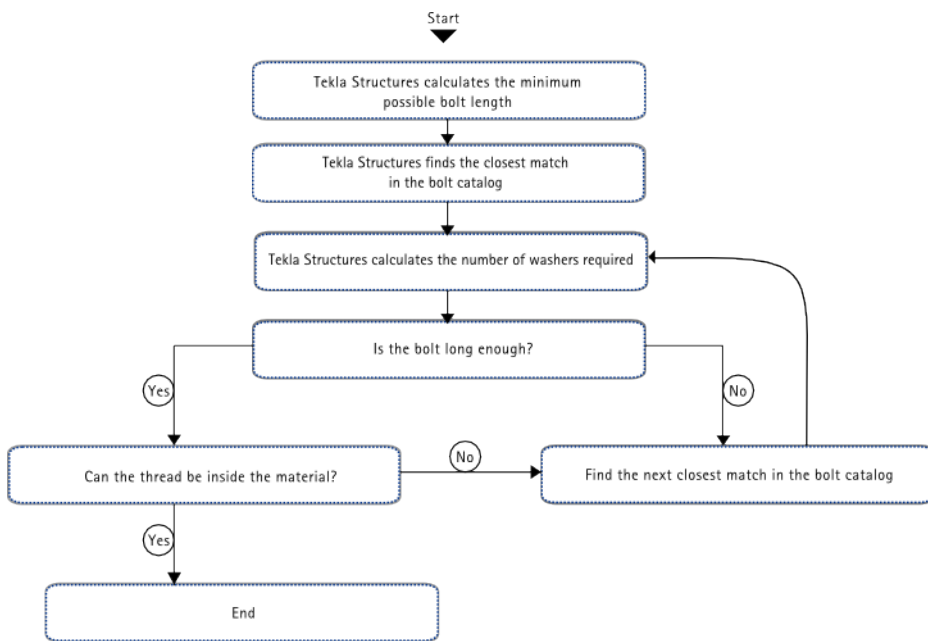 Start
Tekla Structures calculates the minimum
possible bolt length
Tekla Structures finds the closest match
in the bolt catalog
Tekla Structures calculates the number of washers required
Is the bolt long enough?
Yes
No
Can the thread be inside the material?
No
Find the next closest match in the bolt catalog
Yes
End